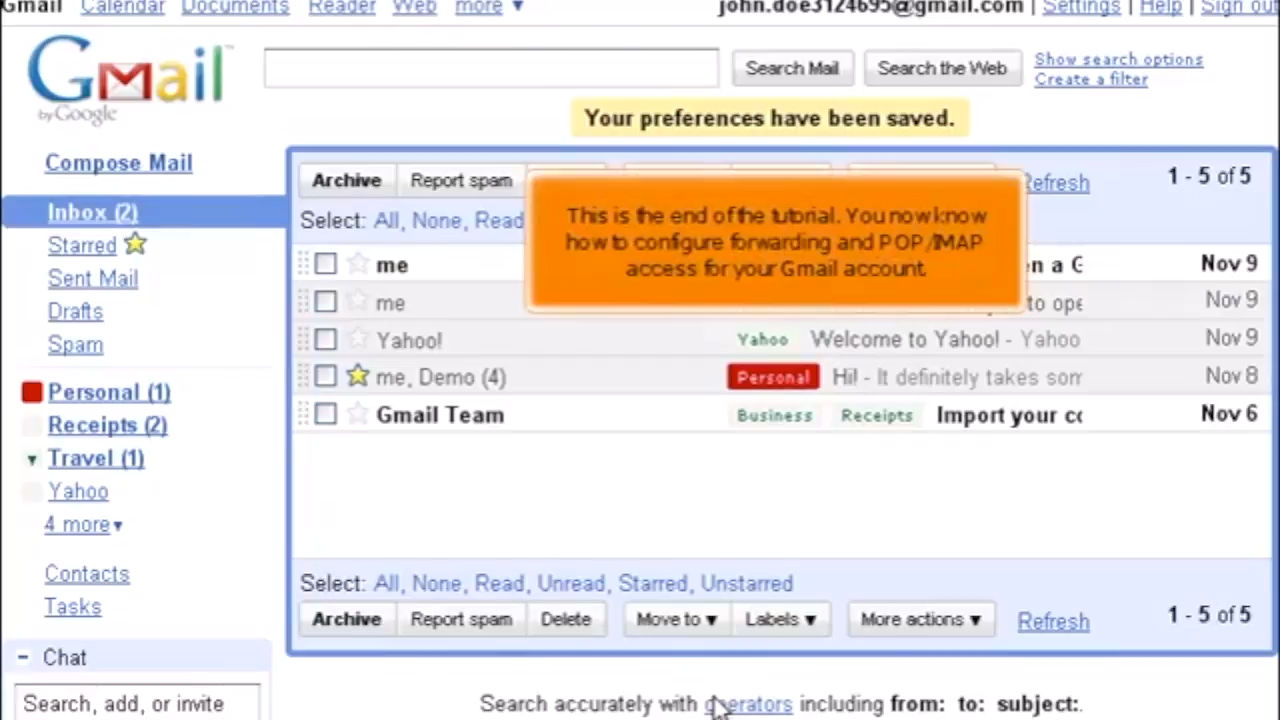 Gmail Calendar Documents Reader Web more ▼ john.doe3124695@gmail.com | Settings | Help | Sign out
Gmail
by Google
Search Mail Search the Web
Show search options
Create a filter
Your preferences have been saved.
Compose Mail
Inbox (2)
Starred
Sent Mail
Drafts
Spam
Personal (1)
Receipts (2)
Travel (1)
Yahoo
4 more ▼
Contacts
Tasks
− Chat
Search, add, or invite
Archive Report spam Refresh 1 - 5 of 5
Select: All, None, Read
This is the end of the tutorial. You now know
how to configure forwarding and POP/IMAP
access for your Gmail account.
me n a G Nov 9
me to ope Nov 9
Yahoo! Yahoo Welcome to Yahoo! - Yahoo Nov 9
me, Demo (4) Personal Hi! - It definitely takes som Nov 8
Gmail Team Business Receipts Import your co Nov 6
Select: All, None, Read, Unread, Starred, Unstarred
Archive Report spam Delete Move to ▼ Labels ▼ More actions ▼ Refresh 1 - 5 of 5
Search accurately with operators including from: to: subject:.